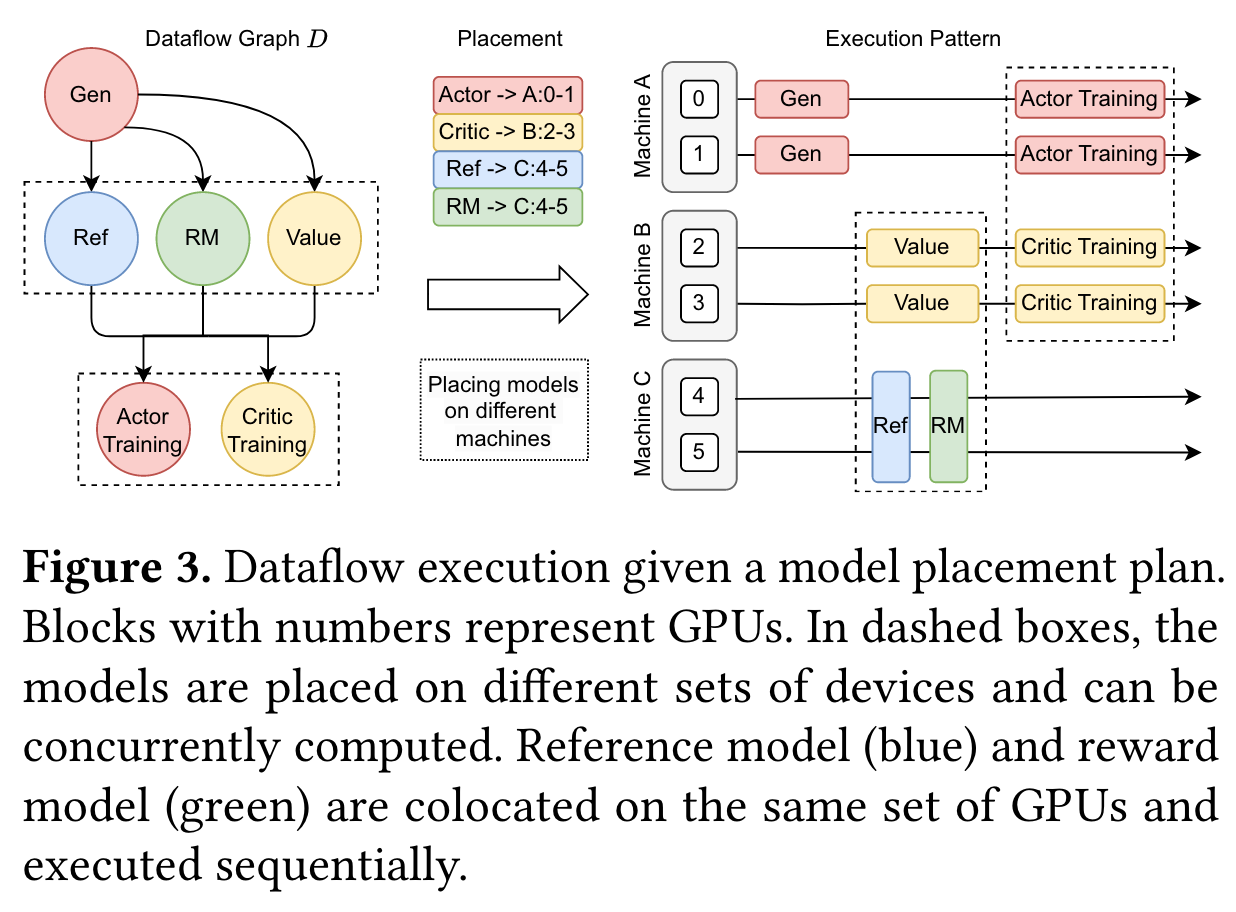 Dataflow Graph D
Gen
Ref
RM
Value
Actor
Training
Critic
Training
Placement
Actor -> A:0-1
Critic -> B:2-3
Ref -> C:4-5
RM -> C:4-5
Placing models
on different
machines
Execution Pattern
Machine A
0
Gen
Actor Training
1
Gen
Actor Training
Machine B
2
Value
Critic Training
3
Value
Critic Training
Machine C
4
5
Ref
RM
Figure 3. Dataflow execution given a model placement plan.
Blocks with numbers represent GPUs. In dashed boxes, the
models are placed on different sets of devices and can be
concurrently computed. Reference model (blue) and reward
model (green) are colocated on the same set of GPUs and
executed sequentially.